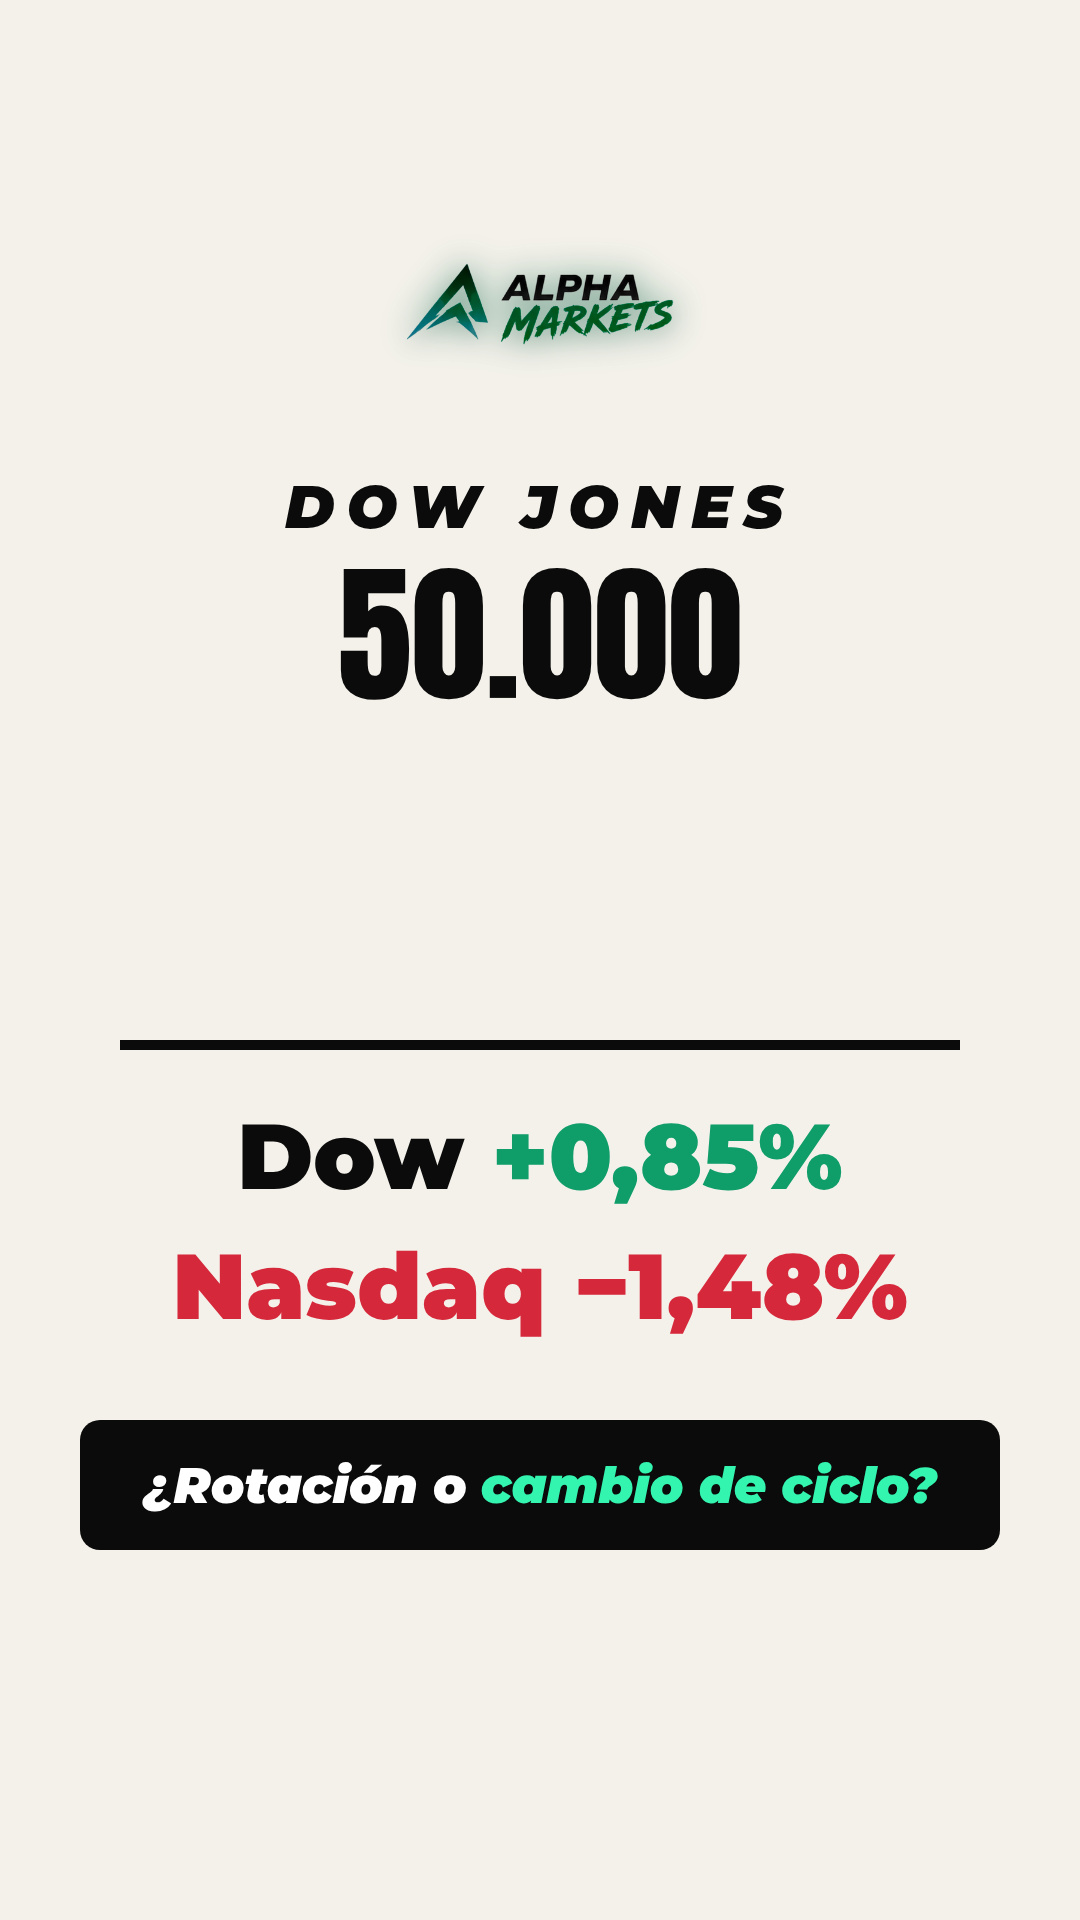 ALPHA
MARKETS
DOW JONES
50.000
Dow +0,85%
Nasdaq −1,48%
¿Rotación o cambio de ciclo?